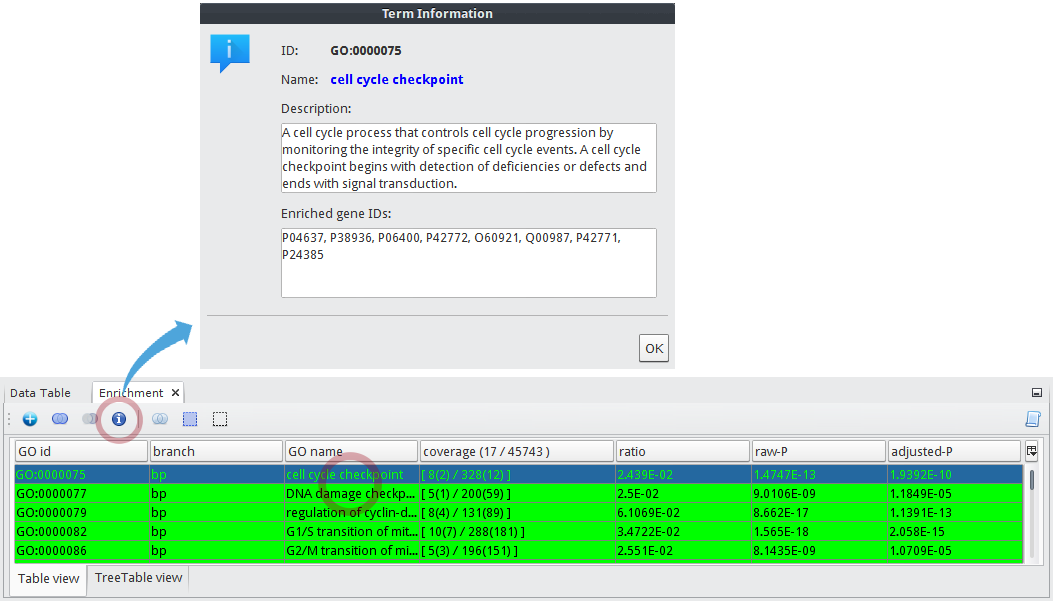 Term Information
ID: GO:0000075
Name: cell cycle checkpoint
Description:
A cell cycle process that controls cell cycle progression by
monitoring the integrity of specific cell cycle events. A cell cycle
checkpoint begins with detection of deficiencies or defects and
ends with signal transduction.
Enriched gene IDs:
P04637, P38936, P06400, P42772, O60921, Q00987, P42771,
P24385
OK
Data Table Enrichment
GO id branch GO name coverage (17 / 45743 ) ratio raw-P adjusted-P
GO:0000075 bp cell cycle checkpoint [ 8(2) / 328(12) ] 2.439E-02 1.4747E-13 1.9392E-10
GO:0000077 bp DNA damage checkp... [ 5(1) / 200(59) ] 2.5E-02 9.0106E-09 1.1849E-05
GO:0000079 bp regulation of cyclin-d... [ 8(4) / 131(89) ] 6.1069E-02 8.662E-17 1.1391E-13
GO:0000082 bp G1/S transition of mit... [ 10(7) / 288(181) ] 3.4722E-02 1.565E-18 2.058E-15
GO:0000086 bp G2/M transition of mi... [ 5(3) / 196(151) ] 2.551E-02 8.1435E-09 1.0709E-05
Table view TreeTable view